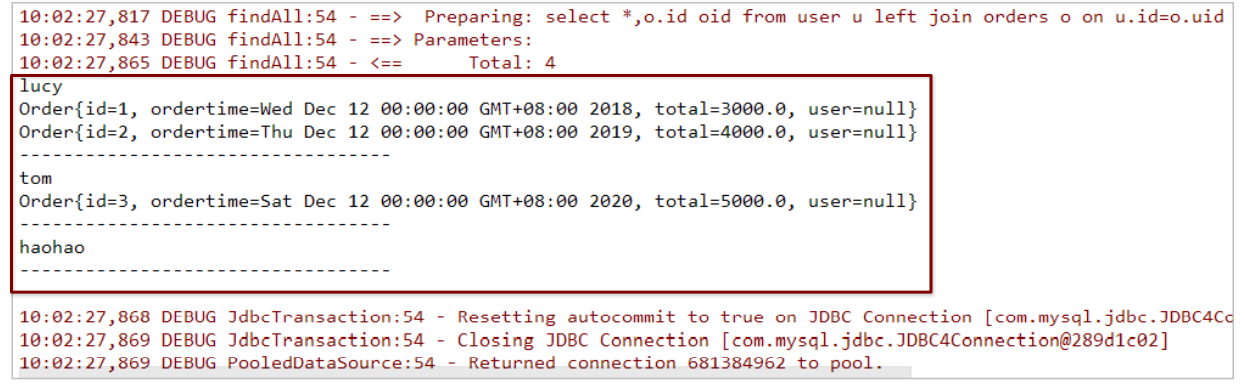 10:02:27,817 DEBUG findAll:54 - ==>  Preparing: select *,o.id oid from user u left join orders o on u.id=o.uid
10:02:27,843 DEBUG findAll:54 - ==> Parameters:
10:02:27,865 DEBUG findAll:54 - <==      Total: 4
lucy
Order{id=1, ordertime=Wed Dec 12 00:00:00 GMT+08:00 2018, total=3000.0, user=null}
Order{id=2, ordertime=Thu Dec 12 00:00:00 GMT+08:00 2019, total=4000.0, user=null}
----------------------------------
tom
Order{id=3, ordertime=Sat Dec 12 00:00:00 GMT+08:00 2020, total=5000.0, user=null}
----------------------------------
haohao
----------------------------------
10:02:27,868 DEBUG JdbcTransaction:54 - Resetting autocommit to true on JDBC Connection [com.mysql.jdbc.JDBC4Co
10:02:27,869 DEBUG JdbcTransaction:54 - Closing JDBC Connection [com.mysql.jdbc.JDBC4Connection@289d1c02]
10:02:27,869 DEBUG PooledDataSource:54 - Returned connection 681384962 to pool.